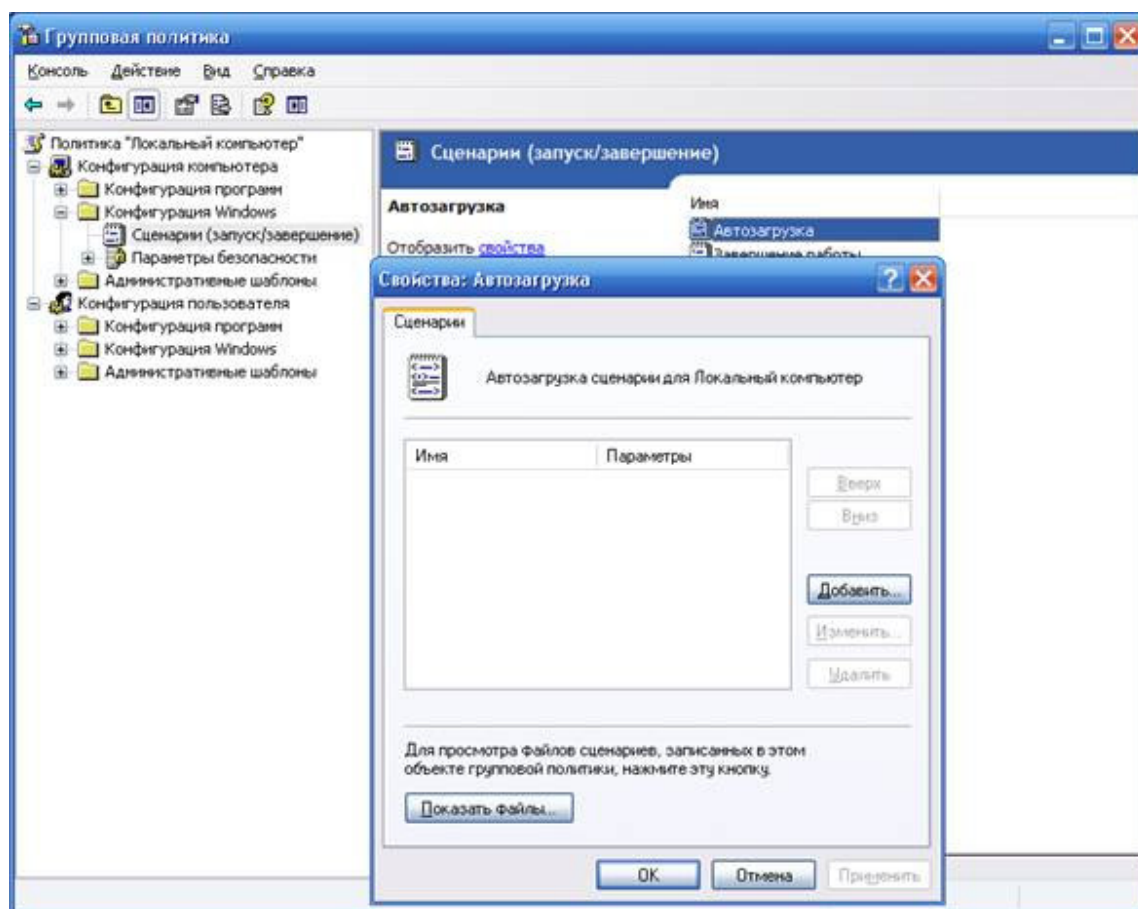 Групповая политика
Консоль Действие Вид Справка
Политика "Локальный компьютер"
Конфигурация компьютера
Конфигурация программ
Конфигурация Windows
Сценарии (запуск/завершение)
Параметры безопасности
Административные шаблоны
Конфигурация пользователя
Конфигурация программ
Конфигурация Windows
Административные шаблоны
Сценарии (запуск/завершение)
Автозагрузка
Отобразить свойства
Имя
Автозагрузка
Завершение работы
Свойства: Автозагрузка
Сценарии
Автозагрузка сценарии для Локальный компьютер
Имя Параметры
Вверх
Вниз
Добавить...
Изменить...
Удалить
Для просмотра файлов сценариев, записанных в этом
объекте групповой политики, нажмите эту кнопку.
Показать файлы...
OK Отмена Применить